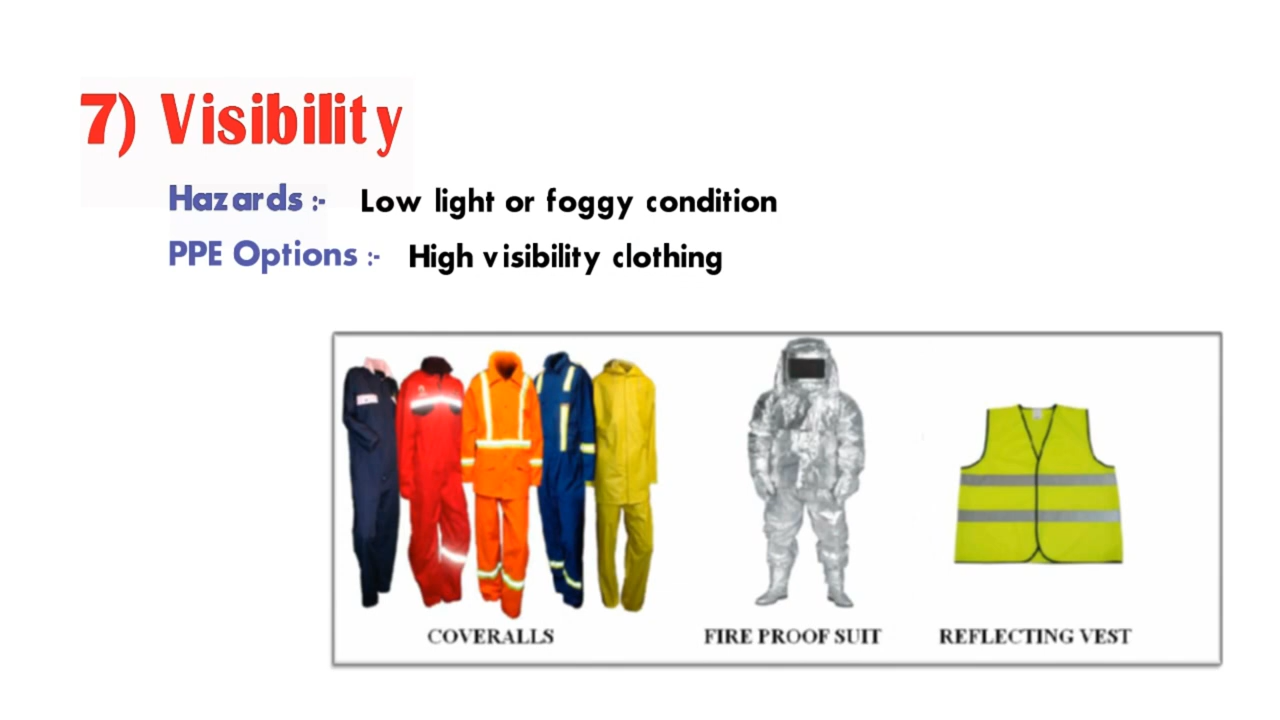 7) Visibility
Hazards :- Low light or foggy condition
PPE Options :- High visibility clothing
COVERALLS FIRE PROOF SUIT REFLECTING VEST